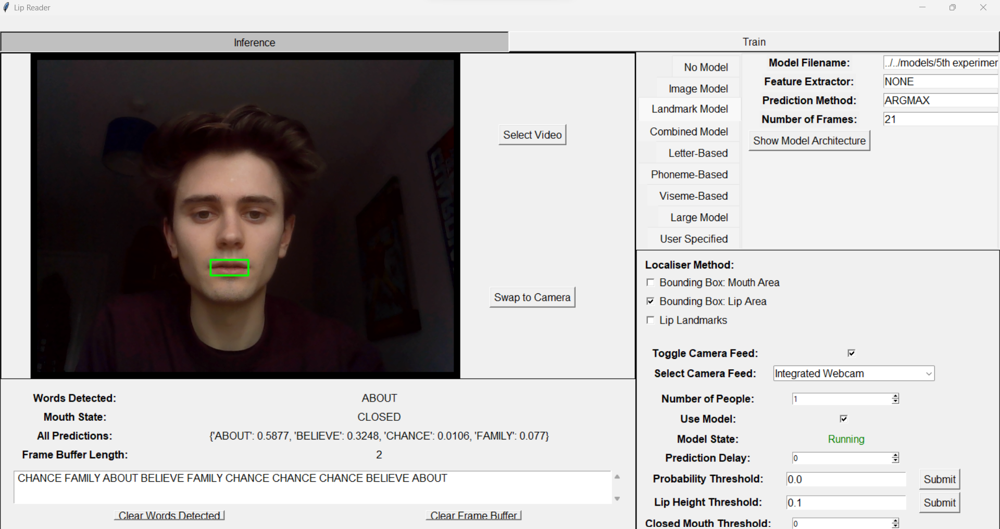 Lip Reader
Inference
Train
Select Video
Swap to Camera
No Model
Image Model
Landmark Model
Combined Model
Letter-Based
Phoneme-Based
Viseme-Based
Large Model
User Specified
Model Filename: ../../models/5th experimer
Feature Extractor: NONE
Prediction Method: ARGMAX
Number of Frames: 21
Show Model Architecture
Localiser Method:
Bounding Box: Mouth Area
Bounding Box: Lip Area
Lip Landmarks
Toggle Camera Feed:
Select Camera Feed: Integrated Webcam
Number of People: 1
Use Model:
Model State: Running
Prediction Delay: 0
Probability Threshold: 0.0 Submit
Lip Height Threshold: 0.1 Submit
Closed Mouth Threshold: 0
Words Detected: ABOUT
Mouth State: CLOSED
All Predictions: {'ABOUT': 0.5877, 'BELIEVE': 0.3248, 'CHANCE': 0.0106, 'FAMILY': 0.077}
Frame Buffer Length: 2
CHANCE FAMILY ABOUT BELIEVE FAMILY CHANCE CHANCE CHANCE BELIEVE ABOUT
Clear Words Detected
Clear Frame Buffer